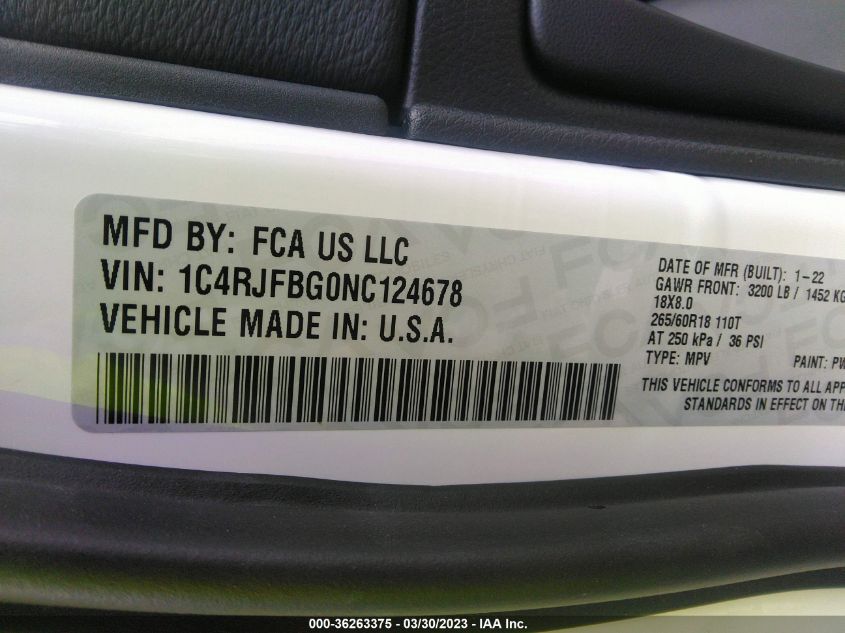 MFD BY: FCA US LLC
VIN: 1C4RJFBG0NC124678
VEHICLE MADE IN: U.S.A.
DATE OF MFR (BUILT): 1-22
GAWR FRONT: 3200 LB / 1452 KG
18X8.0
265/60R18 110T
AT 250 kPa / 36 PSI
TYPE: MPV PAINT: PW
THIS VEHICLE CONFORMS TO ALL APP
STANDARDS IN EFFECT ON TH
000-36263375 / 03/30/2023 / IAA Inc.